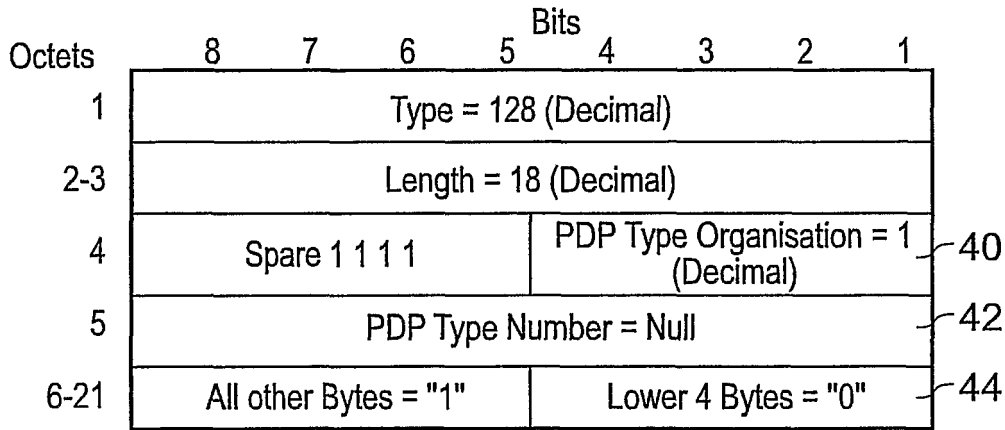 Bits
Octets 8 7 6 5 4 3 2 1
1 Type = 128 (Decimal)
2-3 Length = 18 (Decimal)
4 Spare 1 1 1 1 PDP Type Organisation = 1 (Decimal) 40
5 PDP Type Number = Null 42
6-21 All other Bytes = "1" Lower 4 Bytes = "0" 44